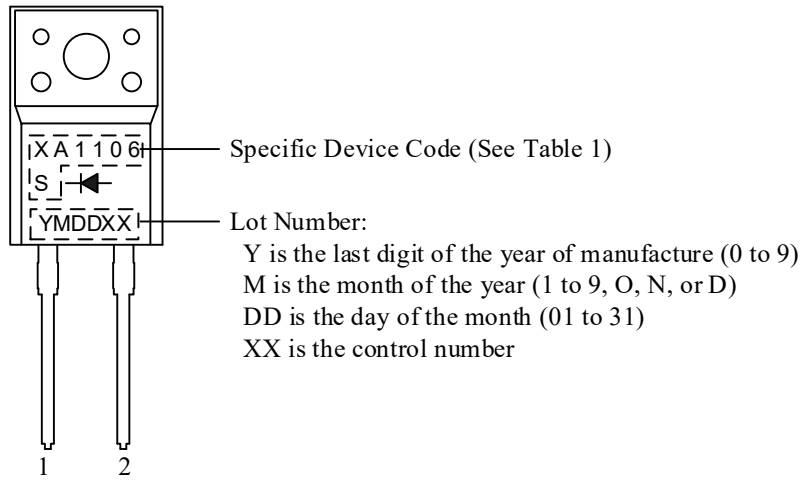 XA1106 Specific Device Code (See Table 1)
S
YMDDXX Lot Number:
Y is the last digit of the year of manufacture (0 to 9)
M is the month of the year (1 to 9, O, N, or D)
DD is the day of the month (01 to 31)
XX is the control number
1 2